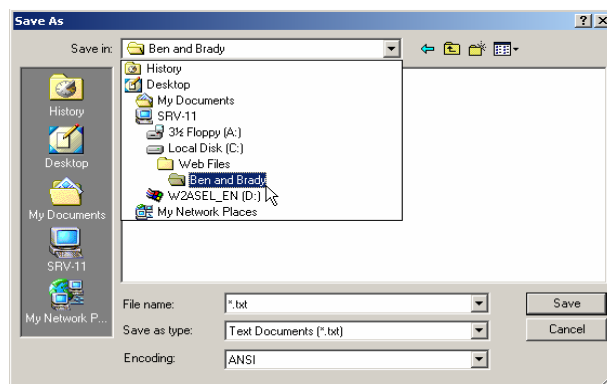 Save As
Save in:
Ben and Brady
History
Desktop
My Documents
SRV-11
3½ Floppy (A:)
Local Disk (C:)
Web Files
Ben and Brady
W2ASEL_EN (D:)
My Network Places
History
Desktop
My Documents
SRV-11
My Network P...
File name:
*.txt
Save
Save as type:
Text Documents (*.txt)
Cancel
Encoding:
ANSI